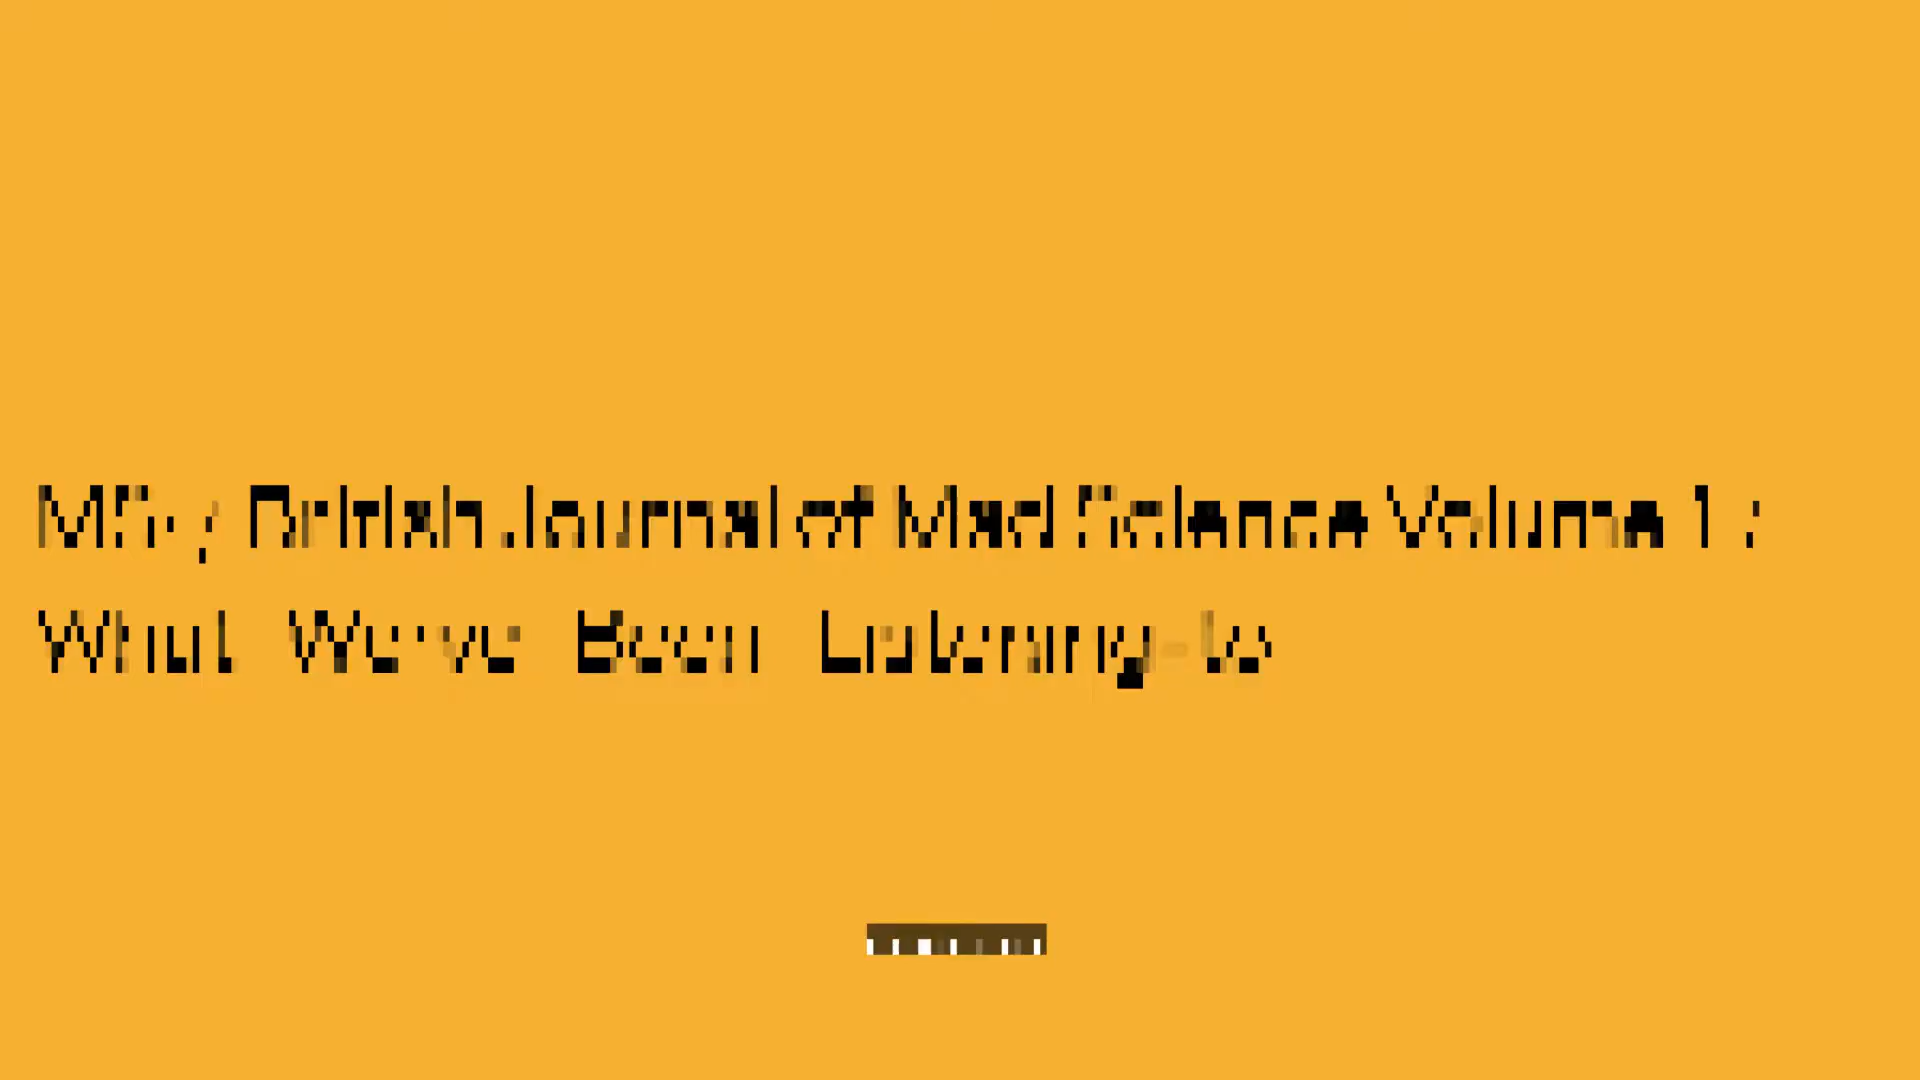 British Journal of Mad Science Volume 1 :
What We've Been Listening to